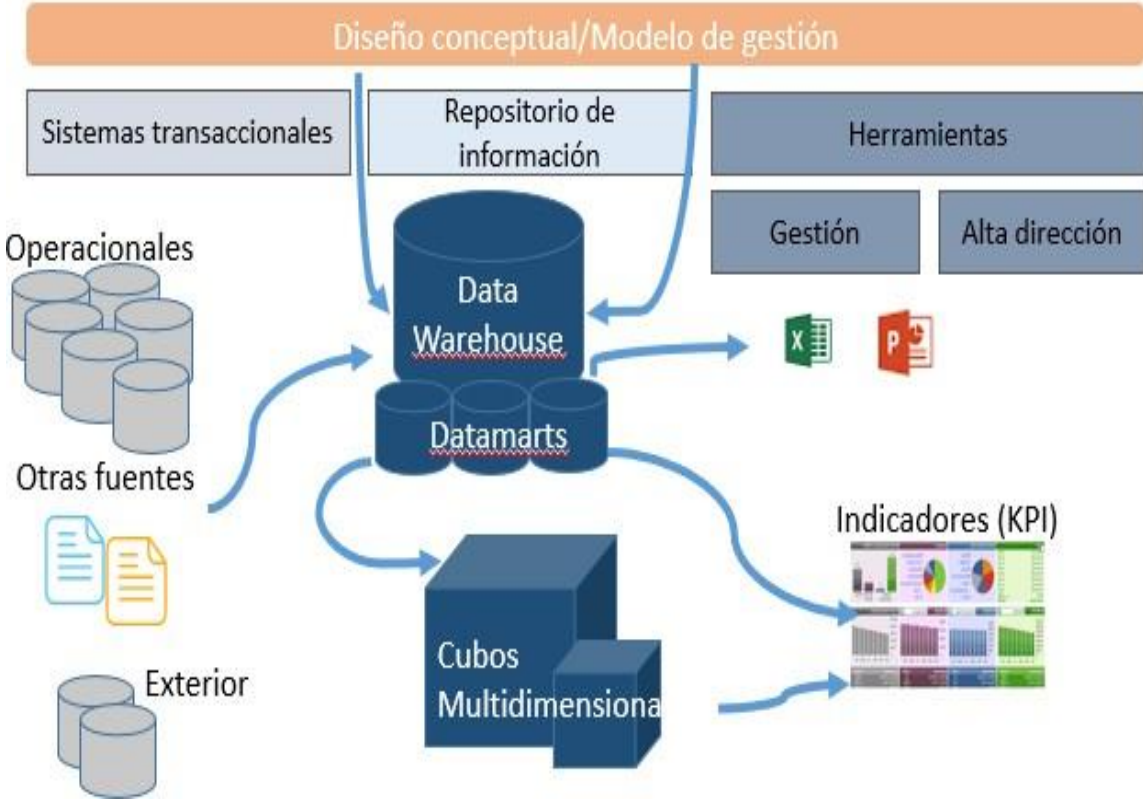 Diseño conceptual/Modelo de gestión
Sistemas transaccionales
Repositorio de
información
Herramientas
Gestión
Alta dirección
Operacionales
Data
Warehouse
X
P
Datamarts
Otras fuentes
Indicadores (KPI)
Cubos
Multidimensiona
Exterior